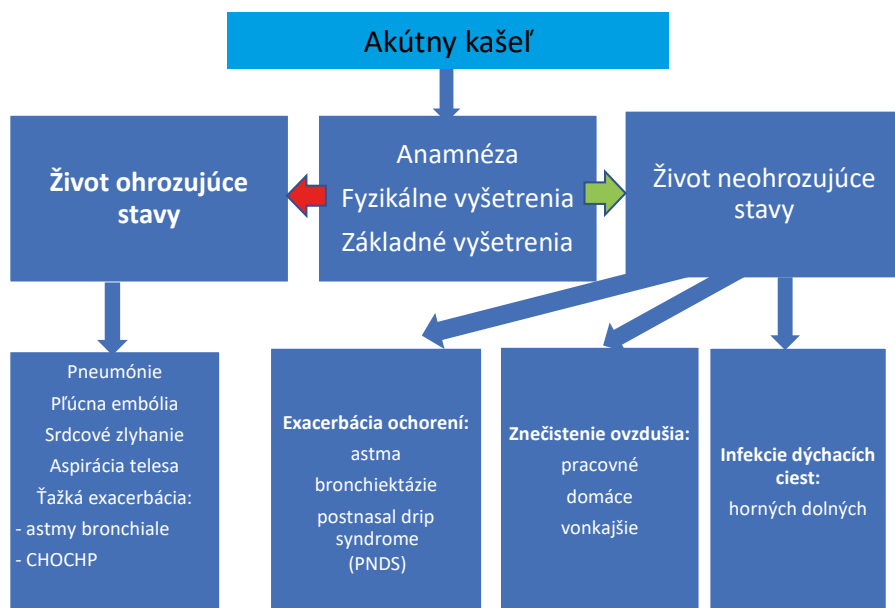 Akútny kašeľ
Život ohrozujúce
stavy
Anamnéza
Fyzikálne vyšetrenia
Základné vyšetrenia
Život neohrozujúce
stavy
Pneumónie
Pľúcna embólia
Srdcové zlyhanie
Aspirácia telesa
Ťažká exacerbácia:
- astmy bronchiale
- CHOCHP
Exacerbácia ochorení:
astma
bronchiektázie
postnasal drip
syndrome
(PNDS)
Znečistenie ovzdušia:
pracovné
domáce
vonkajšie
Infekcie dýchacích
ciest:
horných dolných